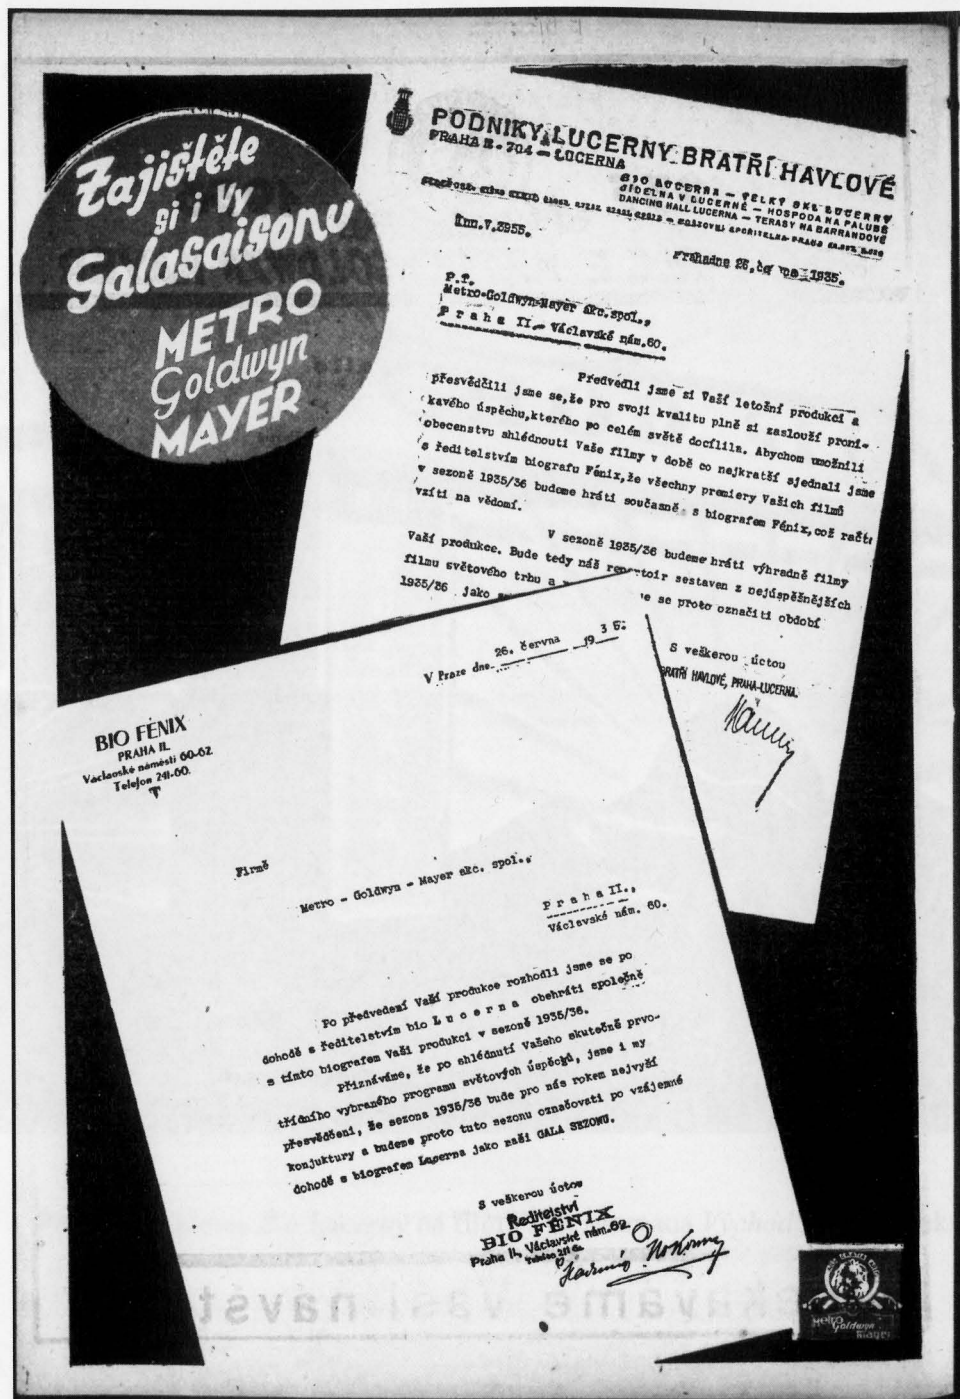 Zajištěte
si i Vy
Galasaisonu
METRO
Goldwyn
MAYER
PODNIKY LUCERNY BRATŘÍ HAVLOVÉ
PRAHA II. - 704 - LUCERNA
BIO LUCERNA — VELKÝ SÁL LUCERNY
JÍDELNA V LUCERNĚ — HOSPODA NA PALUBĚ
DANCING HALL LUCERNA — TERASY NA BARRANDOVĚ
Knn.V.3955.
Praha dne 26. 1935.
P.T.
Metro-Goldwyn-Mayer akc.spol.,
P r a h a II.- Václavské nám.60.
Předvedli jsme si Vaší letošní produkci a
přesvědčili jsme se,že pro svoji kvalitu plně si zaslouží proni-
kavého úspěchu,kterého po celém světě docílila. Abychom umožnili
obecenstvu shlédnouti Vaše filmy v době co nejkratší sjednali jsme
s ředitelstvím biografu Fénix,že všechny premiery Vašich filmů
v sezoně 1935/36 budeme hráti současně s biografem Fénix,což račte
vzíti na vědomí.
V sezoně 1935/36 budeme hráti výhradně filmy
Vaší produkce. Bude tedy náš repertoir sestaven z nejúspěšnějších
filmu světového trhu a se proto označiti období
1935/36 jako
S veškerou úctou
BRATŘÍ HAVLOVÉ, PRAHA-LUCERNA.
V Praze dne 26. června 1935.
BIO FÉNIX
PRAHA II.
Václavské náměstí 60-62
Telefon 241-60.
Firmě
Metro - Goldwyn - Mayer akc. spol.,
P r a h a II.,
Václavské nám. 60.
Po předvedení Vaší produkce rozhodli jsme se po
dohodě s ředitelstvím bio L u c e r n a obehráti společně
s tímto biografem Vaši produkci v sezoně 1935/36.
Přiznáváme, že po shlédnutí Vašeho skutečně prvo-
třídního vybraného programu světových úspěchů, jsme i my
přesvědčeni, že sezona 1935/36 bude pro nás rokem nejvyšší
konjuktury a budeme proto tuto sezonu označovati po vzájemné
dohodě s biografem Lucerna jako naši GALA SEZONU.
S veškerou úctou
Ředitelství
BIO FÉNIX
Praha II, Václavské nám. 62
Metro
Goldwyn
Mayer